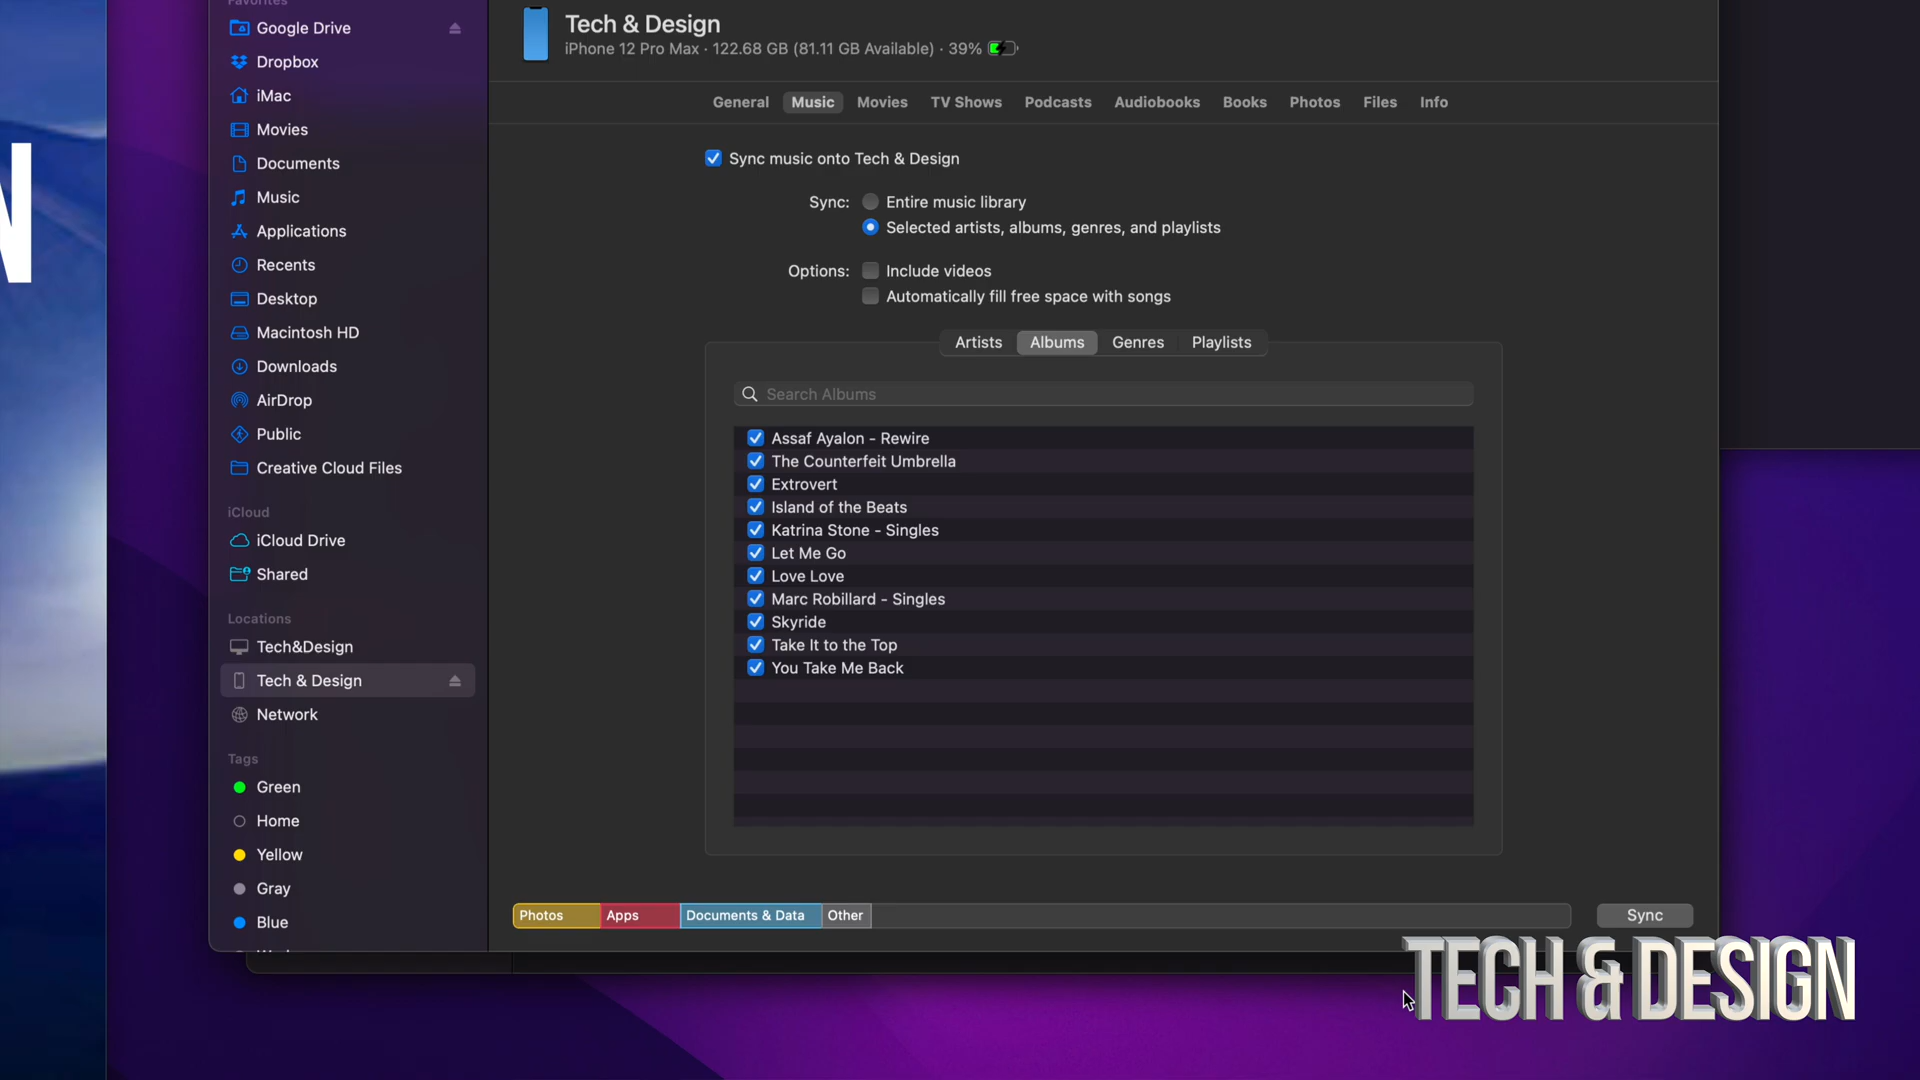 Favorites
Google Drive
Dropbox
iMac
Movies
Documents
Music
Applications
Recents
Desktop
Macintosh HD
Downloads
AirDrop
Public
Creative Cloud Files
iCloud
iCloud Drive
Shared
Locations
Tech&Design
Tech & Design
Network
Tags
Green
Home
Yellow
Gray
Blue
Tech & Design
iPhone 12 Pro Max · 122.68 GB (81.11 GB Available) · 39%
General Music Movies TV Shows Podcasts Audiobooks Books Photos Files Info
Sync music onto Tech & Design
Sync: Entire music library
Selected artists, albums, genres, and playlists
Options: Include videos
Automatically fill free space with songs
Artists Albums Genres Playlists
Search Albums
Assaf Ayalon - Rewire
The Counterfeit Umbrella
Extrovert
Island of the Beats
Katrina Stone - Singles
Let Me Go
Love Love
Marc Robillard - Singles
Skyride
Take It to the Top
You Take Me Back
Photos Apps Documents & Data Other
Sync
TECH & DESIGN
N